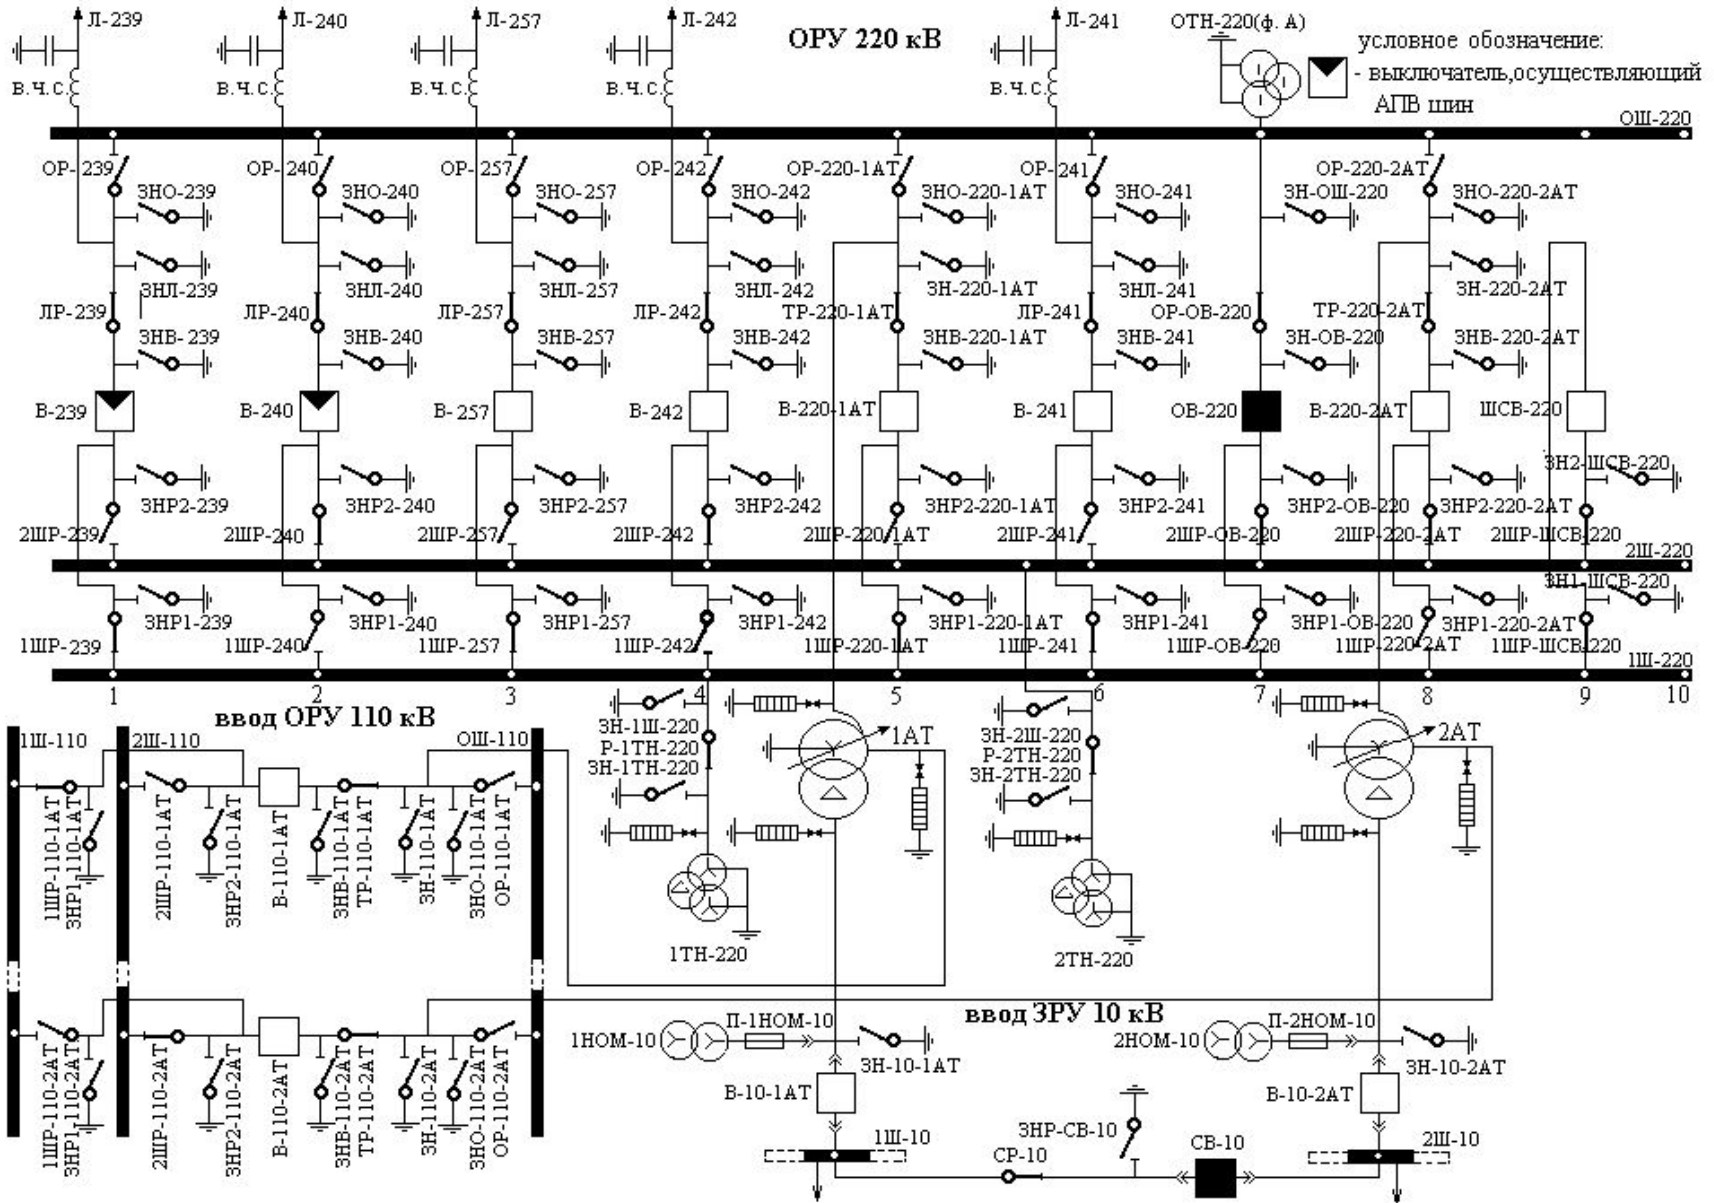 Л-239 Л-240 Л-257 Л-242 Л-241 ОТН-220(ф. А)
ОРУ 220 кВ
условное обозначение:
- выключатель,осуществляющий
АПВ шин
В.Ч.С. В.Ч.С. В.Ч.С. В.Ч.С. В.Ч.С.
ОШ-220
ОР-239 ОР-240 ОР-257 ОР-242 ОР-220-1АТ ОР-241 ОР-220-2АТ
ЗНО-239 ЗНО-240 ЗНО-257 ЗНО-242 ЗНО-220-1АТ ЗНО-241 ЗН-ОШ-220 ЗНО-220-2АТ
ЗНЛ-239 ЗНЛ-240 ЗНЛ-257 ЗНЛ-242 ЗН-220-1АТ ЗНЛ-241 ЗН-220-2АТ
ЛР-239 ЛР-240 ЛР-257 ЛР-242 ТР-220-1АТ ЛР-241 ОР-ОВ-220 ТР-220-2АТ
ЗНВ-239 ЗНВ-240 ЗНВ-257 ЗНВ-242 ЗНВ-220-1АТ ЗНВ-241 ЗН-ОВ-220 ЗНВ-220-2АТ
В-239 В-240 В-257 В-242 В-220-1АТ В-241 ОВ-220 В-220-2АТ ШСВ-220
ЗН2-ШСВ-220
ЗНР2-239 ЗНР2-240 ЗНР2-257 ЗНР2-242 ЗНР2-220-1АТ ЗНР2-241 ЗНР2-ОВ-220 ЗНР2-220-2АТ
2ШР-239 2ШР-240 2ШР-257 2ШР-242 2ШР-220-1АТ 2ШР-241 2ШР-ОВ-220 2ШР-220-2АТ 2ШР-ШСВ-220
2Ш-220
ЗН1-ШСВ-220
ЗНР1-239 ЗНР1-240 ЗНР1-257 ЗНР1-242 ЗНР1-220-1АТ ЗНР1-241 ЗНР1-ОВ-220 ЗНР1-220-2АТ
1ШР-239 1ШР-240 1ШР-257 1ШР-242 1ШР-220-1АТ 1ШР-241 1ШР-ОВ-220 1ШР-220-2АТ 1ШР-ШСВ-220
1Ш-220
1 2 3 4 5 6 7 8 9 10
ввод ОРУ 110 кВ
1Ш-110 2Ш-110 ОШ-110
ЗН-1Ш-220
Р-1ТН-220
ЗН-1ТН-220
1АТ
ЗН-2Ш-220
Р-2ТН-220
ЗН-2ТН-220
2АТ
1ШР-110-1АТ
ЗНР1-110-1АТ
2ШР-110-1АТ
ЗНР2-110-1АТ
В-110-1АТ
ЗНВ-110-1АТ
ТР-110-1АТ
ЗН-110-1АТ
ЗНО-110-1АТ
ОР-110-1АТ
1ТН-220
2ТН-220
ввод ЗРУ 10 кВ
1ШР-110-2АТ
ЗНР1-110-2АТ
2ШР-110-2АТ
ЗНР2-110-2АТ
В-110-2АТ
ЗНВ-110-2АТ
ТР-110-2АТ
ЗН-110-2АТ
ЗНО-110-2АТ
ОР-110-2АТ
1НОМ-10 П-1НОМ-10 2НОМ-10 П-2НОМ-10
ЗН-10-1АТ ЗН-10-2АТ
В-10-1АТ В-10-2АТ
ЗНР-СВ-10
1Ш-10 СР-10 СВ-10 2Ш-10